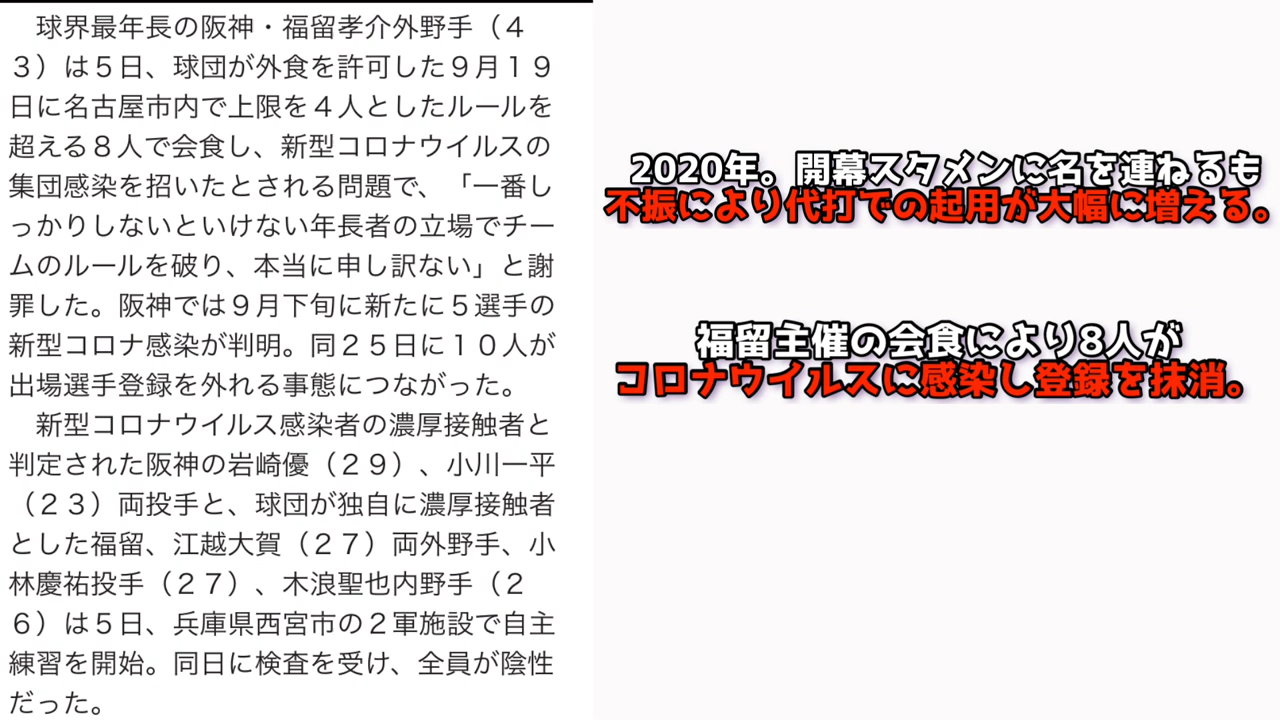 球界最年長の阪神・福留孝介外野手（４
３）は５日、球団が外食を許可した９月１９
日に名古屋市内で上限を４人としたルールを
超える８人で会食し、新型コロナウイルスの
集団感染を招いたとされる問題で、「一番し
っかりしないといけない年長者の立場でチー
ムのルールを破り、本当に申し訳ない」と謝
罪した。阪神では９月下旬に新たに５選手の
新型コロナ感染が判明。同２５日に１０人が
出場選手登録を外れる事態につながった。
新型コロナウイルス感染者の濃厚接触者と
判定された阪神の岩崎優（２９）、小川一平
（２３）両投手と、球団が独自に濃厚接触者
とした福留、江越大賀（２７）両外野手、小
林慶祐投手（２７）、木浪聖也内野手（２
６）は５日、兵庫県西宮市の２軍施設で自主
練習を開始。同日に検査を受け、全員が陰性
だった。
2020年。開幕スタメンに名を連ねるも
不振により代打での起用が大幅に増える。
福留主催の会食により8人が
コロナウイルスに感染し登録を抹消。